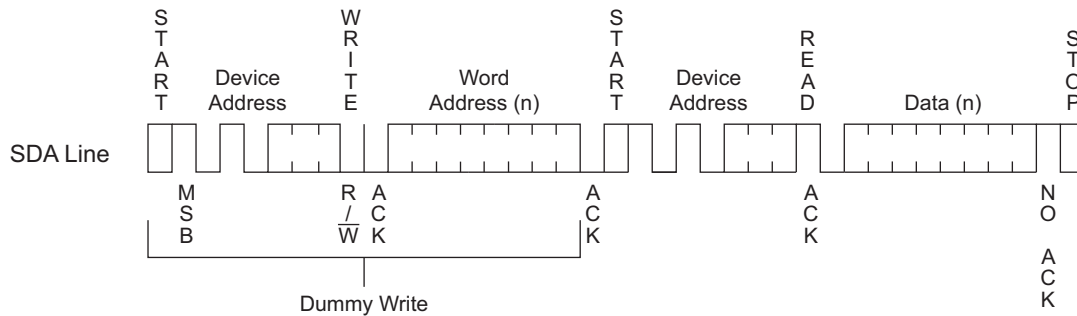 START
WRITE
START
READ
STOP
Device
Address
Word
Address (n)
Device
Address
Data (n)
SDA Line
MSB
R/W
ACK
ACK
ACK
NO ACK
Dummy Write